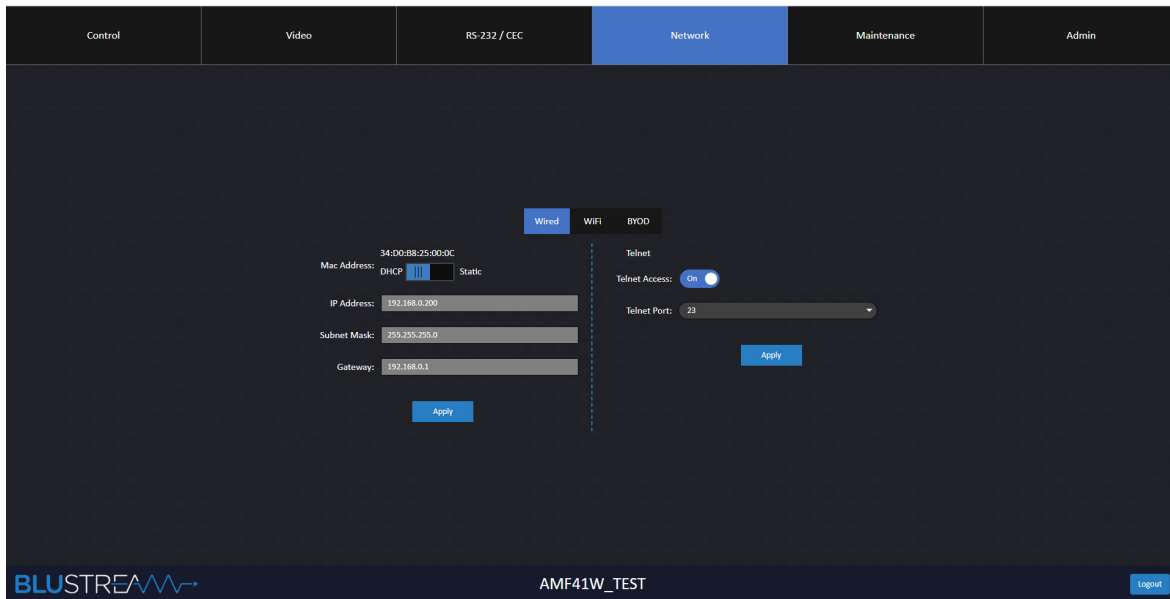 Control Video RS-232 / CEC Network Maintenance Admin
Wired WiFi BYOD
34:D0:B8:25:00:0C
Mac Address:
DHCP Static
IP Address: 192.168.0.200
Subnet Mask: 255.255.255.0
Gateway: 192.168.0.1
Apply
Telnet
Telnet Access: On
Telnet Port: 23
Apply
BLUSTREAM
AMF41W_TEST
Logout